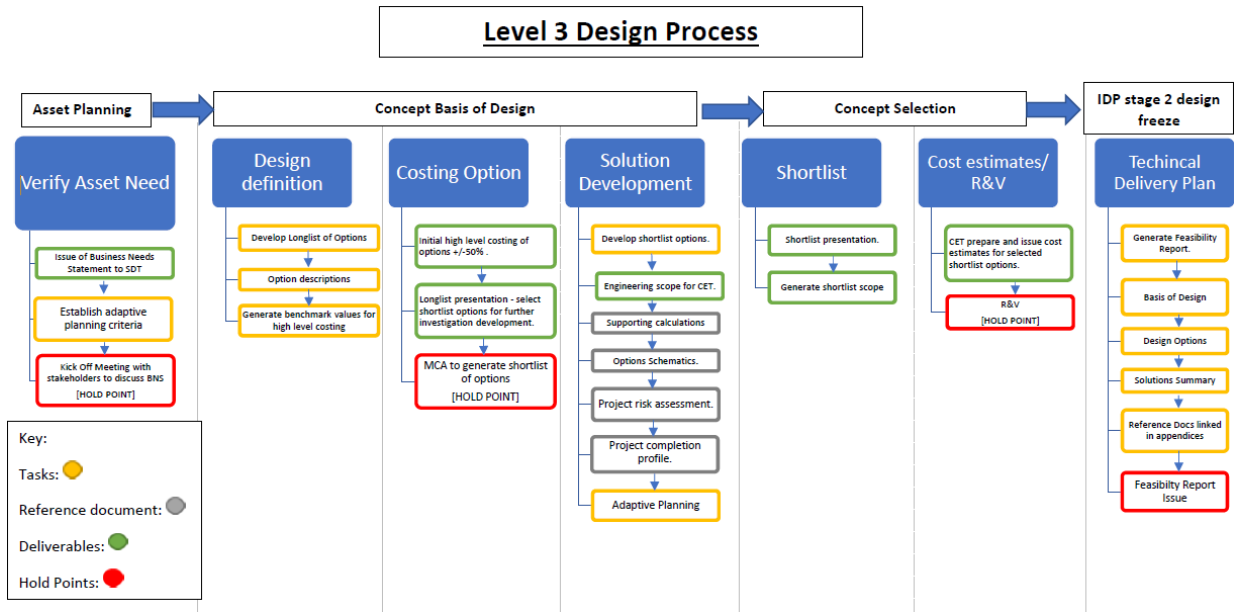 Level 3 Design Process
Asset Planning
Concept Basis of Design
Concept Selection
IDP stage 2 design
freeze
Verify Asset Need
Issue of Business Needs
Statement to SDT
Establish adaptive
planning criteria
Kick Off Meeting with
stakeholders to discuss BNS
[HOLD POINT]
Design
definition
Develop Longlist of Options
Option descriptions
Generate benchmark values for
high level costing
Costing Option
Initial high level costing of
options +/-50% .
Longlist presentation - select
shortlist options for further
investigation development.
MCA to generate shortlist
of options
[HOLD POINT]
Solution
Development
Develop shortlist options.
Engineering scope for CET.
Supporting calculations
Options Schematics.
Project risk assessment.
Project completion
profile.
Adaptive Planning
Shortlist
Shortlist presentation.
Generate shortlist scope
Cost estimates/
R&V
CET prepare and issue cost
estimates for selected
shortlist options.
R&V
[HOLD POINT]
Techincal
Delivery Plan
Generate Feasibility
Report.
Basis of Design
Design Options
Solutions Summary
Reference Docs linked
in appendices
Feasibilty Report
Issue
Key:
Tasks:
Reference document:
Deliverables:
Hold Points: